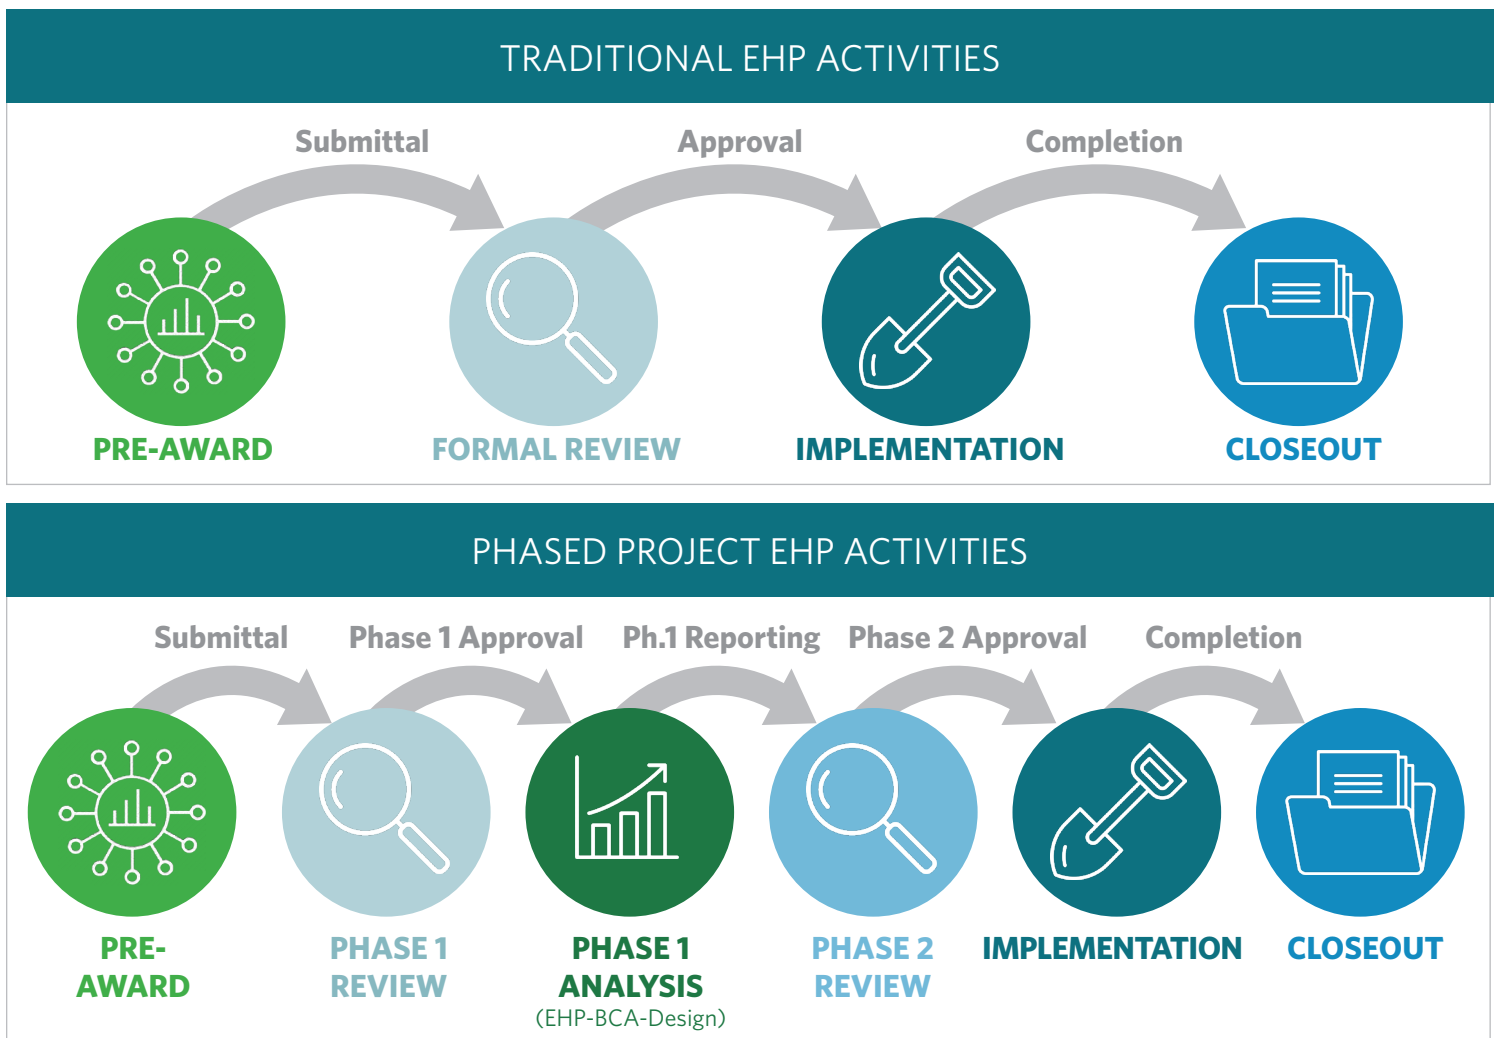 TRADITIONAL EHP ACTIVITIES
Submittal
Approval
Completion
PRE-AWARD
FORMAL REVIEW
IMPLEMENTATION
CLOSEOUT
PHASED PROJECT EHP ACTIVITIES
Submittal
Phase 1 Approval
Ph.1 Reporting
Phase 2 Approval
Completion
PRE-
AWARD
PHASE 1
REVIEW
PHASE 1
ANALYSIS
(EHP-BCA-Design)
PHASE 2
REVIEW
IMPLEMENTATION
CLOSEOUT